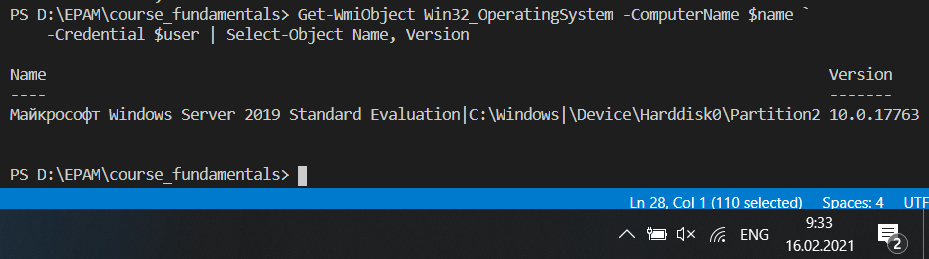 PS D:\EPAM\course_fundamentals> Get-WmiObject Win32_OperatingSystem -ComputerName $name `
-Credential $user | Select-Object Name, Version
Name Version
---- -------
Майкрософт Windows Server 2019 Standard Evaluation|C:\Windows|\Device\Harddisk0\Partition2 10.0.17763
PS D:\EPAM\course_fundamentals>
Ln 28, Col 1 (110 selected) Spaces: 4 UTF
ENG 9:33
16.02.2021 2